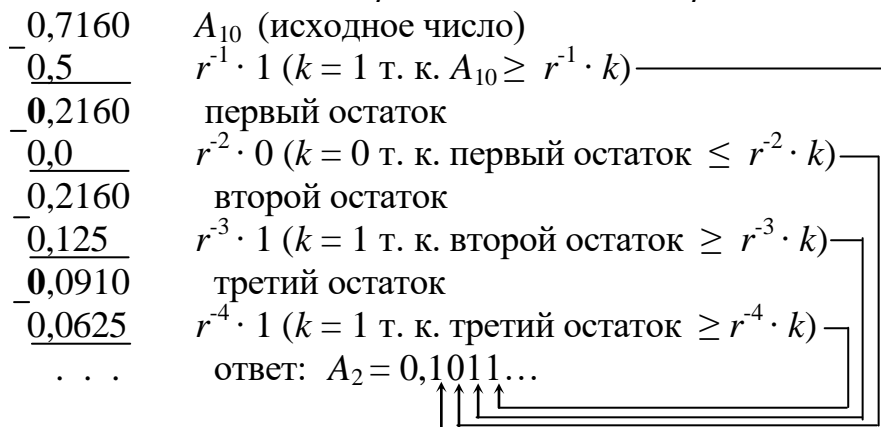 _0,7160 A₁₀ (исходное число)
0,5 r⁻¹ · 1 (k = 1 т. к. A₁₀ ≥ r⁻¹ · k)
_0,2160 первый остаток
0,0 r⁻² · 0 (k = 0 т. к. первый остаток ≤ r⁻² · k)
_0,2160 второй остаток
0,125 r⁻³ · 1 (k = 1 т. к. второй остаток ≥ r⁻³ · k)
_0,0910 третий остаток
0,0625 r⁻⁴ · 1 (k = 1 т. к. третий остаток ≥ r⁻⁴ · k)
. . . ответ: A₂ = 0,1011…